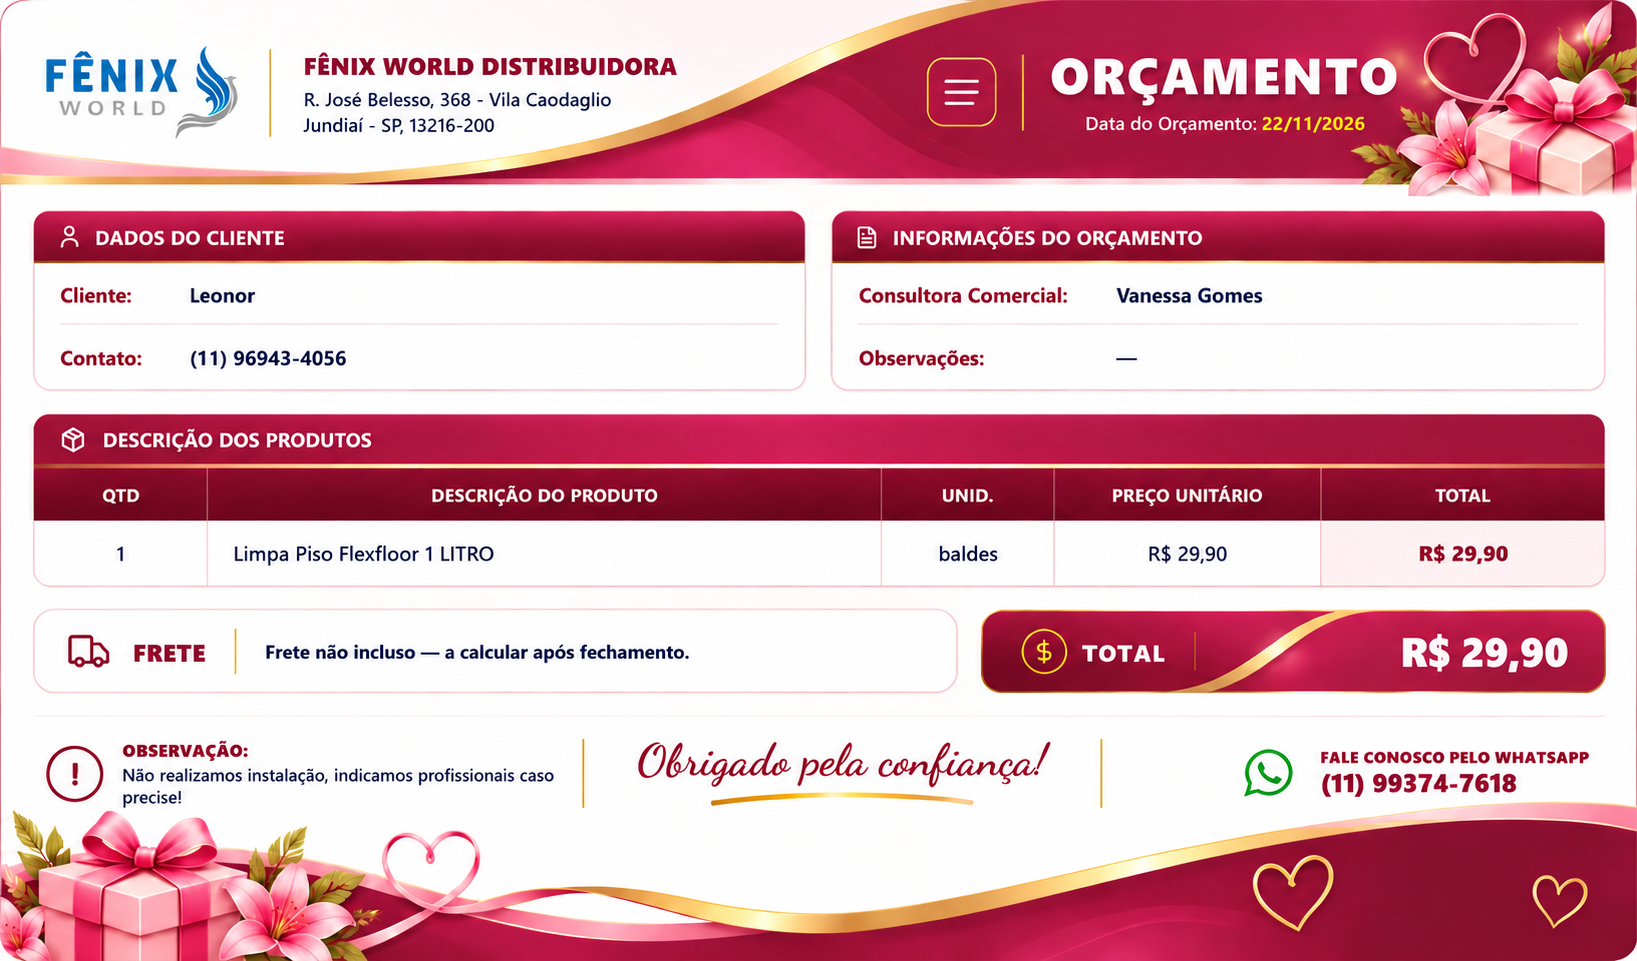 FÊNIX
WORLD
FÊNIX WORLD DISTRIBUIDORA
R. José Belesso, 368 - Vila Caodaglio
Jundiaí - SP, 13216-200
ORÇAMENTO
Data do Orçamento: 22/11/2026
DADOS DO CLIENTE
Cliente: Leonor
Contato: (11) 96943-4056
INFORMAÇÕES DO ORÇAMENTO
Consultora Comercial: Vanessa Gomes
Observações: —
DESCRIÇÃO DOS PRODUTOS
QTD DESCRIÇÃO DO PRODUTO UNID. PREÇO UNITÁRIO TOTAL
1 Limpa Piso Flexfloor 1 LITRO baldes R$ 29,90 R$ 29,90
FRETE Frete não incluso — a calcular após fechamento.
$ TOTAL R$ 29,90
! OBSERVAÇÃO:
Não realizamos instalação, indicamos profissionais caso
precise!
Obrigado pela confiança!
FALE CONOSCO PELO WHATSAPP
(11) 99374-7618